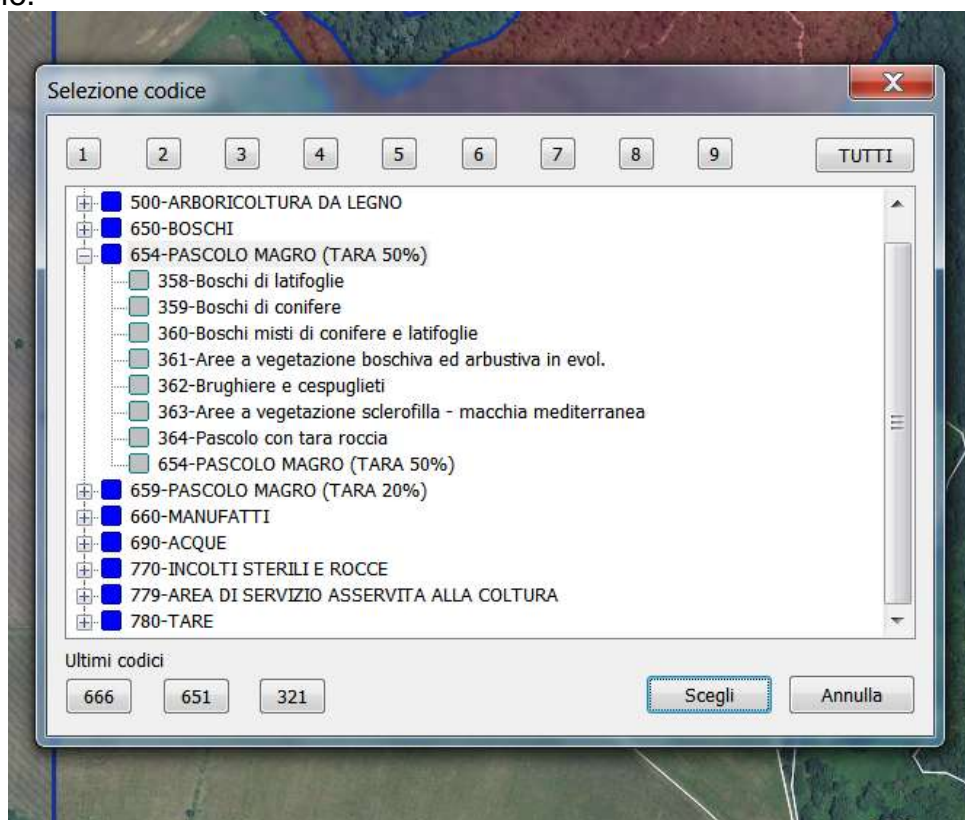 Selezione codice
X
1 2 3 4 5 6 7 8 9 TUTTI
500-ARBORICOLTURA DA LEGNO
650-BOSCHI
654-PASCOLO MAGRO (TARA 50%)
358-Boschi di latifoglie
359-Boschi di conifere
360-Boschi misti di conifere e latifoglie
361-Aree a vegetazione boschiva ed arbustiva in evol.
362-Brughiere e cespuglieti
363-Aree a vegetazione sclerofilla - macchia mediterranea
364-Pascolo con tara roccia
654-PASCOLO MAGRO (TARA 50%)
659-PASCOLO MAGRO (TARA 20%)
660-MANUFATTI
690-ACQUE
770-INCOLTI STERILI E ROCCE
779-AREA DI SERVIZIO ASSERVITA ALLA COLTURA
780-TARE
Ultimi codici
666 651 321 Scegli Annulla